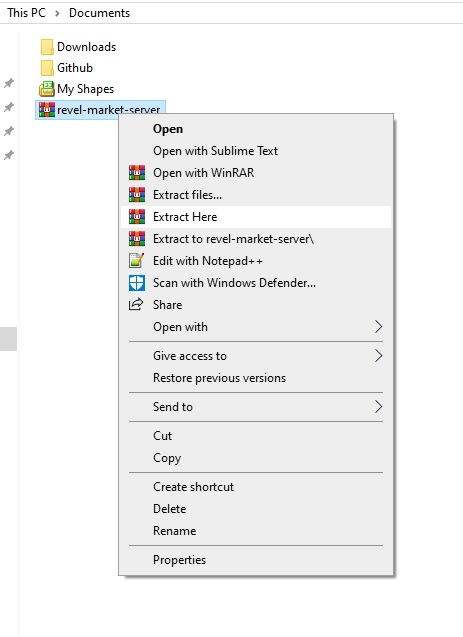 This PC > Documents
Downloads
Github
My Shapes
revel-market-server
Open
Open with Sublime Text
Open with WinRAR
Extract files...
Extract Here
Extract to revel-market-server\
Edit with Notepad++
Scan with Windows Defender...
Share
Open with
Give access to
Restore previous versions
Send to
Cut
Copy
Create shortcut
Delete
Rename
Properties